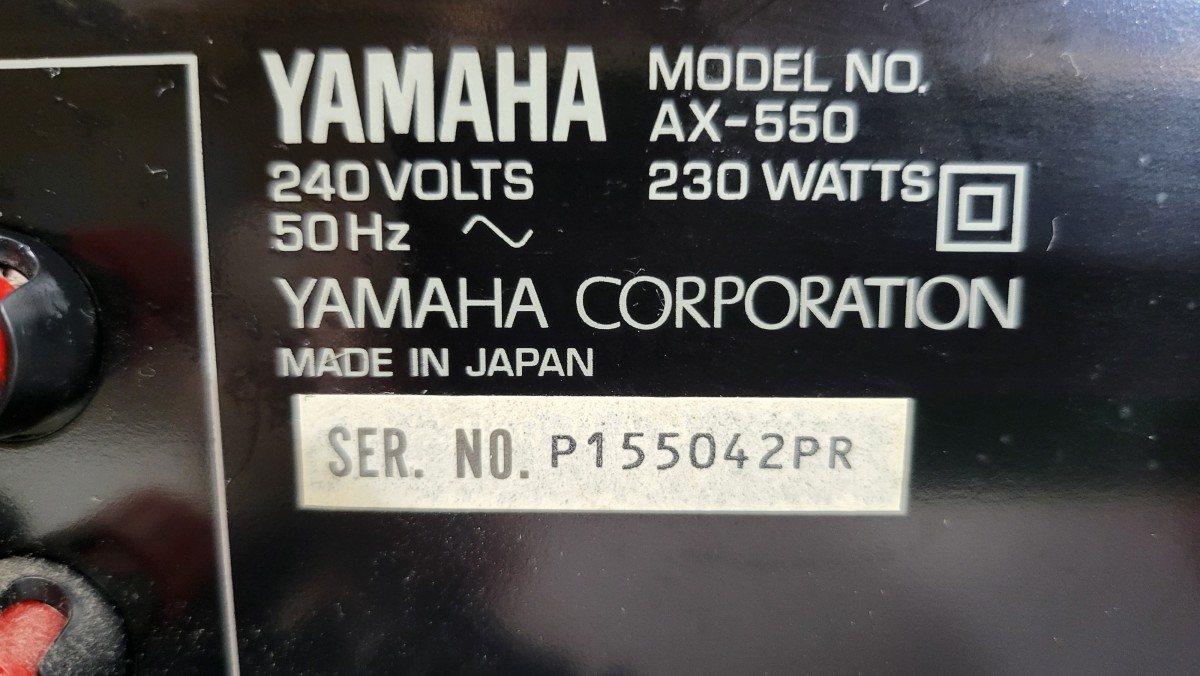 YAMAHA
MODEL NO.
AX-550
240 VOLTS
230 WATTS
50 Hz
YAMAHA CORPORATION
MADE IN JAPAN
SER. NO. P155042PR